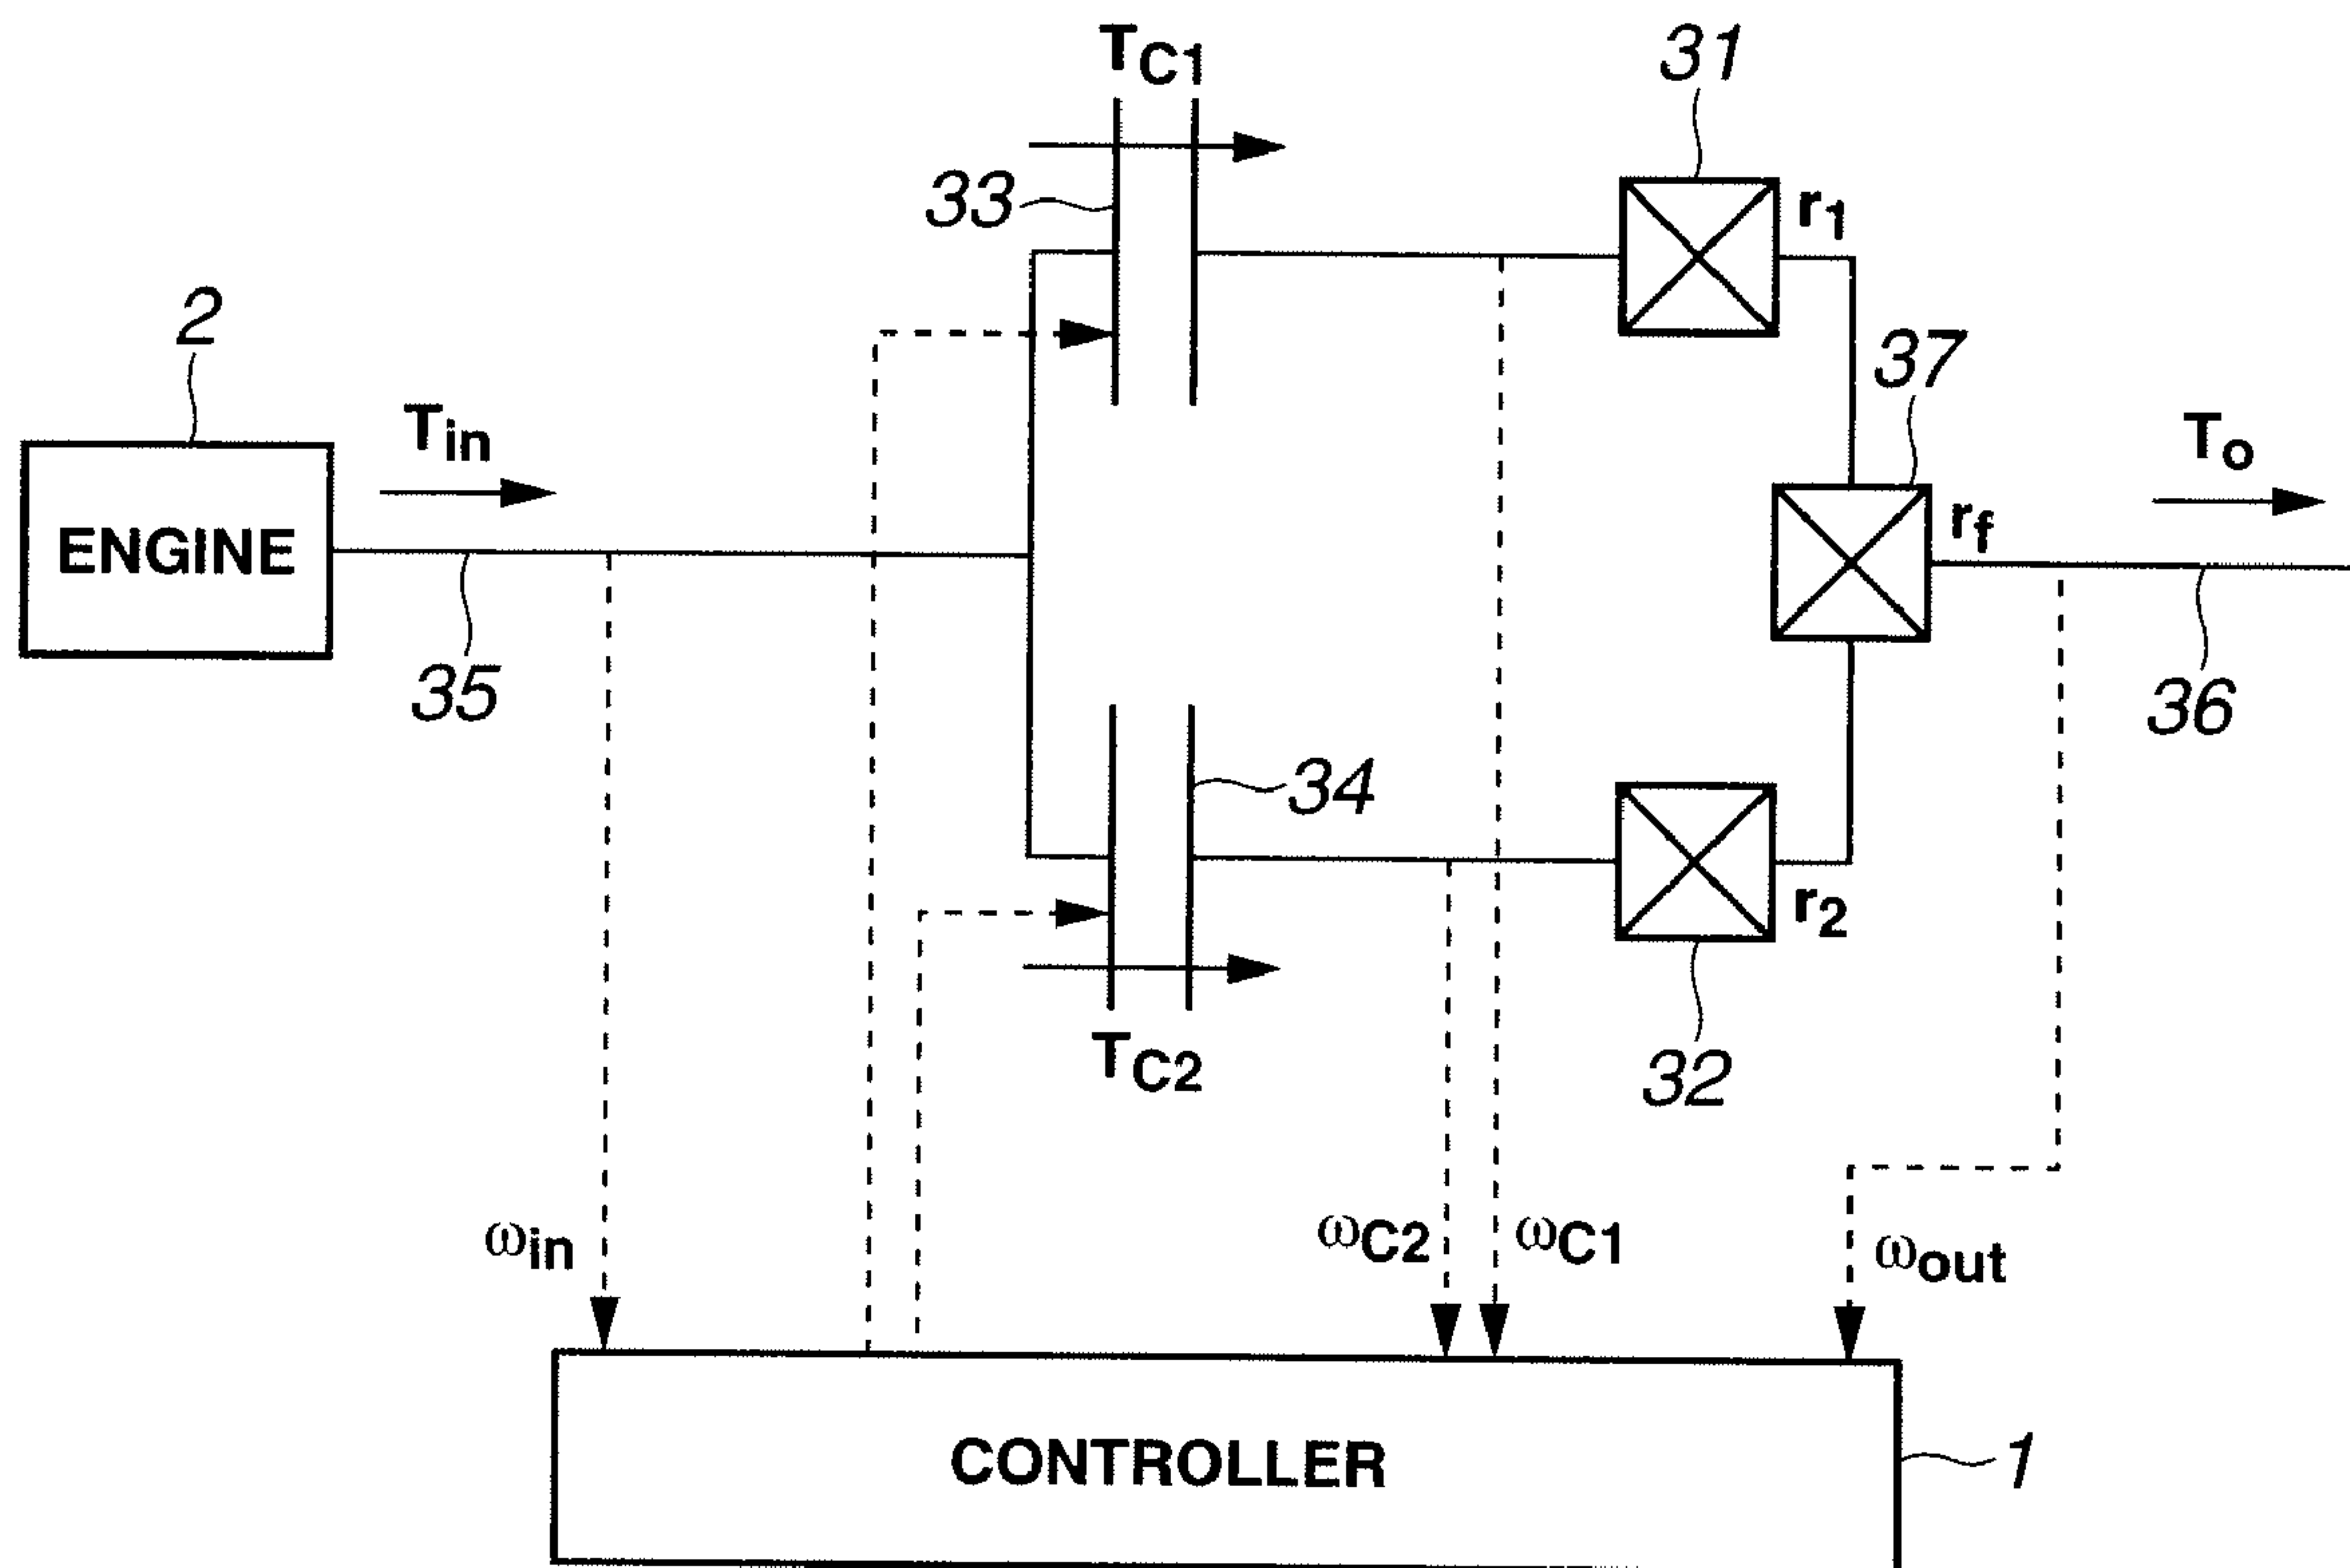 TC1
31
33
r1
2
37
Tin
To
ENGINE
rf
35
36
34
r2
TC2
32
ωin
ωC2
ωC1
ωout
CONTROLLER
1